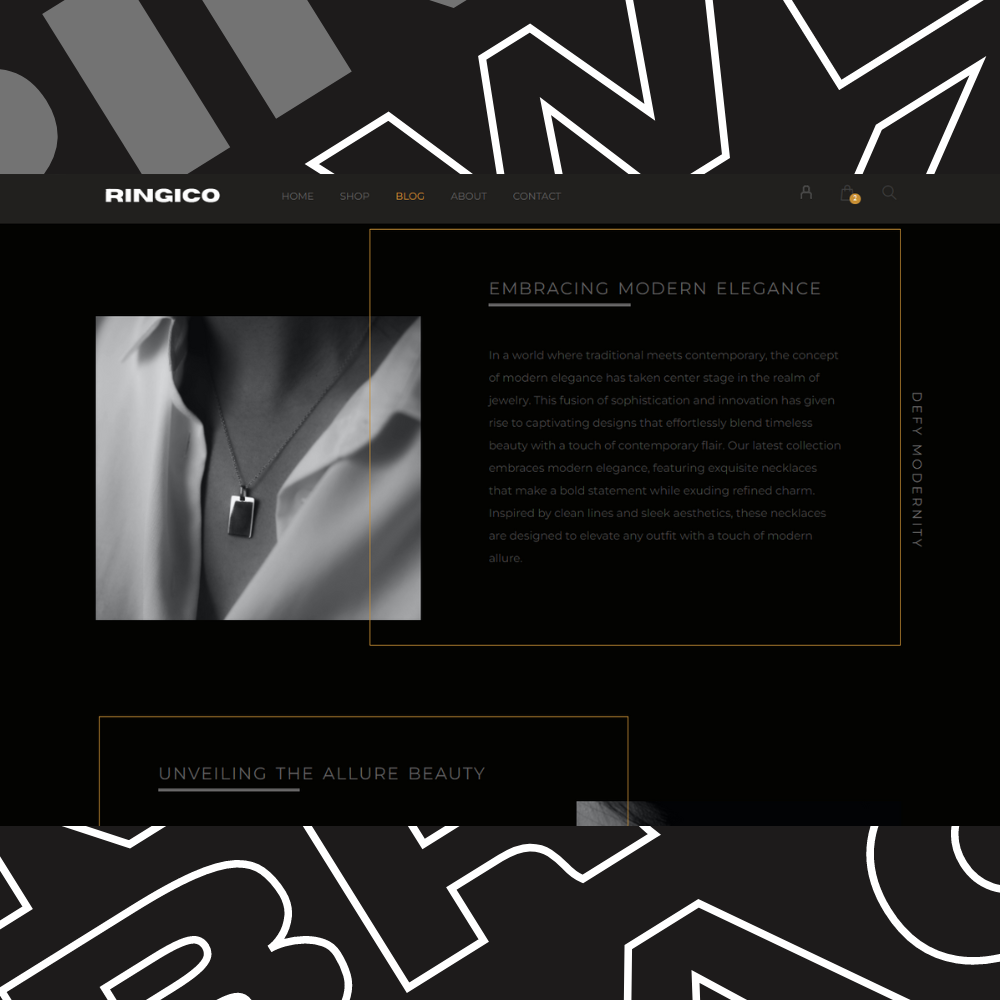 RINGICO
HOME SHOP BLOG ABOUT CONTACT
2
EMBRACING MODERN ELEGANCE
In a world where traditional meets contemporary, the concept
of modern elegance has taken center stage in the realm of
jewelry. This fusion of sophistication and innovation has given
rise to captivating designs that effortlessly blend timeless
beauty with a touch of contemporary flair. Our latest collection
embraces modern elegance, featuring exquisite necklaces
that make a bold statement while exuding refined charm.
Inspired by clean lines and sleek aesthetics, these necklaces
are designed to elevate any outfit with a touch of modern
allure.
DEFY MODERNITY
UNVEILING THE ALLURE BEAUTY